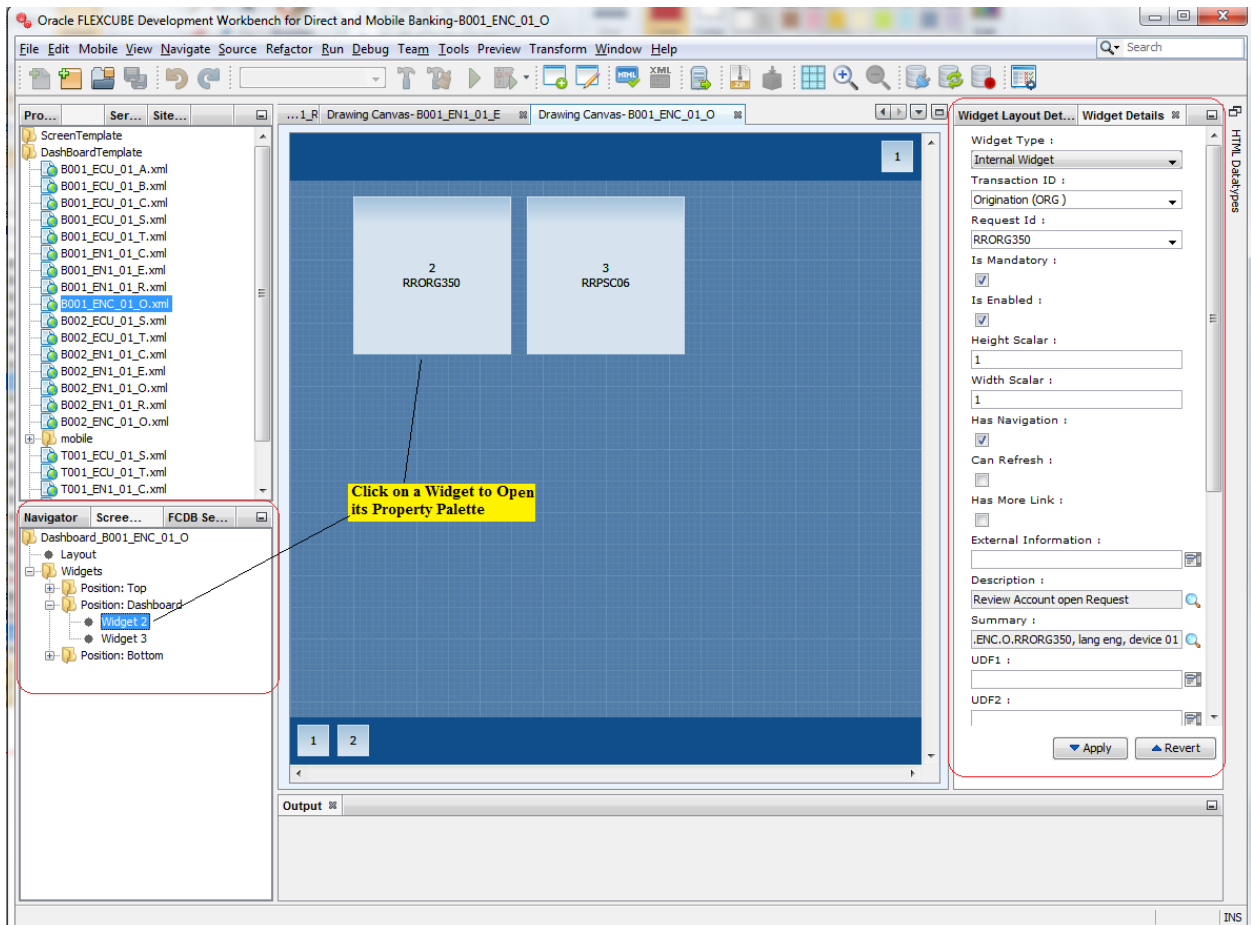 Oracle FLEXCUBE Development Workbench for Direct and Mobile Banking-B001_ENC_01_O
File Edit Mobile View Navigate Source Refactor Run Debug Team Tools Preview Transform Window Help
Search
HTML XML
Pro... Ser... Site...
ScreenTemplate
DashBoardTemplate
B001_ECU_01_A.xml
B001_ECU_01_B.xml
B001_ECU_01_C.xml
B001_ECU_01_S.xml
B001_ECU_01_T.xml
B001_EN1_01_C.xml
B001_EN1_01_E.xml
B001_EN1_01_R.xml
B001_ENC_01_O.xml
B002_ECU_01_S.xml
B002_ECU_01_T.xml
B002_EN1_01_C.xml
B002_EN1_01_E.xml
B002_EN1_01_O.xml
B002_EN1_01_R.xml
B002_ENC_01_O.xml
mobile
T001_ECU_01_S.xml
T001_ECU_01_T.xml
T001_EN1_01_C.xml
Navigator Scree... FCDB Se...
Dashboard_B001_ENC_01_O
Layout
Widgets
Position: Top
Position: Dashboard
Widget 2
Widget 3
Position: Bottom
...1_R Drawing Canvas- B001_EN1_01_E Drawing Canvas- B001_ENC_01_O
1
2
RRORG350
3
RRPSC06
Click on a Widget to Open
its Property Palette
1 2
Output
Widget Layout Det... Widget Details
Widget Type :
Internal Widget
Transaction ID :
Origination (ORG )
Request Id :
RRORG350
Is Mandatory :
Is Enabled :
Height Scalar :
1
Width Scalar :
1
Has Navigation :
Can Refresh :
Has More Link :
External Information :
Description :
Review Account open Request
Summary :
.ENC.O.RRORG350, lang eng, device 01
UDF1 :
UDF2 :
Apply Revert
HTML Datatypes
INS